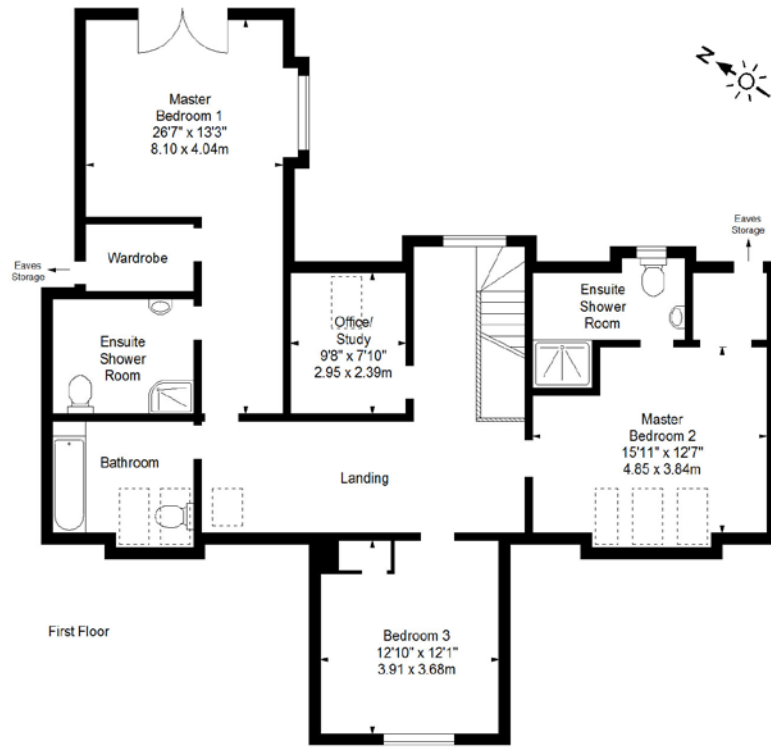 Master
Bedroom 1
26'7" x 13'3"
8.10 x 4.04m
N
Wardrobe
Eaves
Storage
Eaves
Storage
Ensuite
Shower
Room
Office/
Study
9'8" x 7'10"
2.95 x 2.39m
Ensuite
Shower
Room
Master
Bedroom 2
15'11" x 12'7"
4.85 x 3.84m
Bathroom
Landing
First Floor
Bedroom 3
12'10" x 12'1"
3.91 x 3.68m